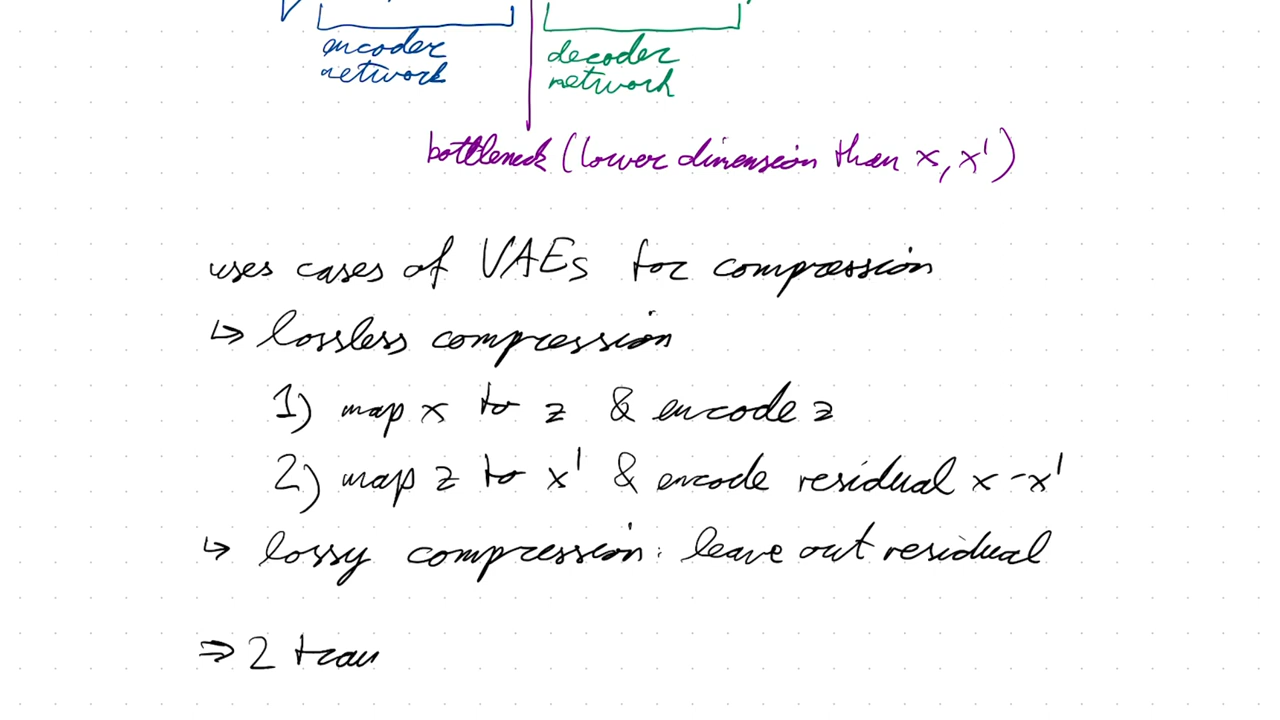 encoder
network
decoder
network
bottleneck (lower dimension than x, x')
uses cases of VAEs for compression
↳ lossless compression
1) map x to z & encode z
2) map z to x' & encode residual x-x'
↳ lossy compression: leave out residual
⇒ 2 tran